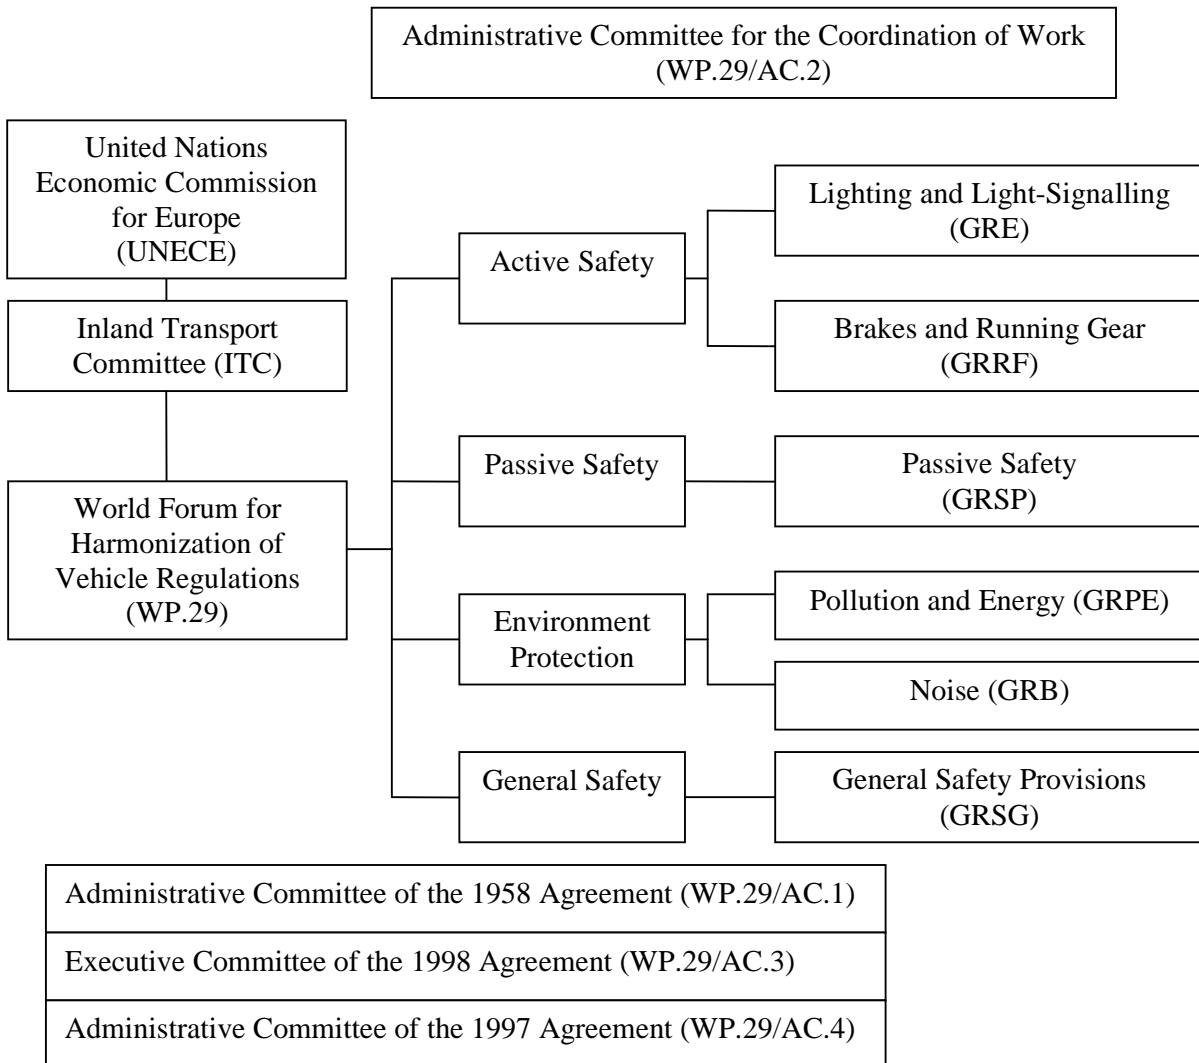 Administrative Committee for the Coordination of Work
(WP.29/AC.2)
United Nations
Economic Commission
for Europe
(UNECE)
Inland Transport
Committee (ITC)
World Forum for
Harmonization of
Vehicle Regulations
(WP.29)
Active Safety
Lighting and Light-Signalling
(GRE)
Brakes and Running Gear
(GRRF)
Passive Safety
Passive Safety
(GRSP)
Environment
Protection
Pollution and Energy (GRPE)
Noise (GRB)
General Safety
General Safety Provisions
(GRSG)
Administrative Committee of the 1958 Agreement (WP.29/AC.1)
Executive Committee of the 1998 Agreement (WP.29/AC.3)
Administrative Committee of the 1997 Agreement (WP.29/AC.4)